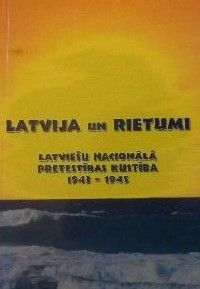 LATVIJA UN RIETUMI
LATVIEŠU NACIONĀLĀ
PRETESTĪBAS KUSTĪBA
1943 - 1945